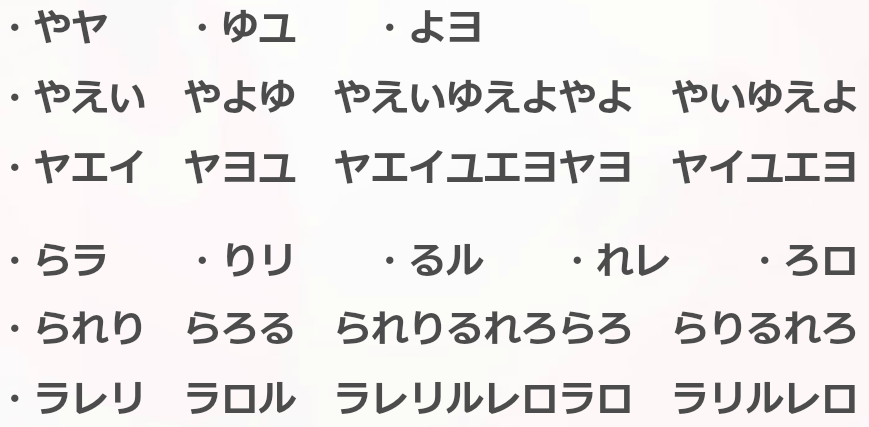 ・やヤ　　・ゆユ　　・よヨ
・やえい　やよゆ　やえいゆえよやよ　やいゆえよ
・ヤエイ　ヤヨユ　ヤエイユエヨヤヨ　ヤイユエヨ
・らラ　　・りリ　　・るル　　・れレ　　・ろロ
・られり　らろる　られりるれろらろ　らりるれろ
・ラレリ　ラロル　ラレリルレロラロ　ラリルレロ